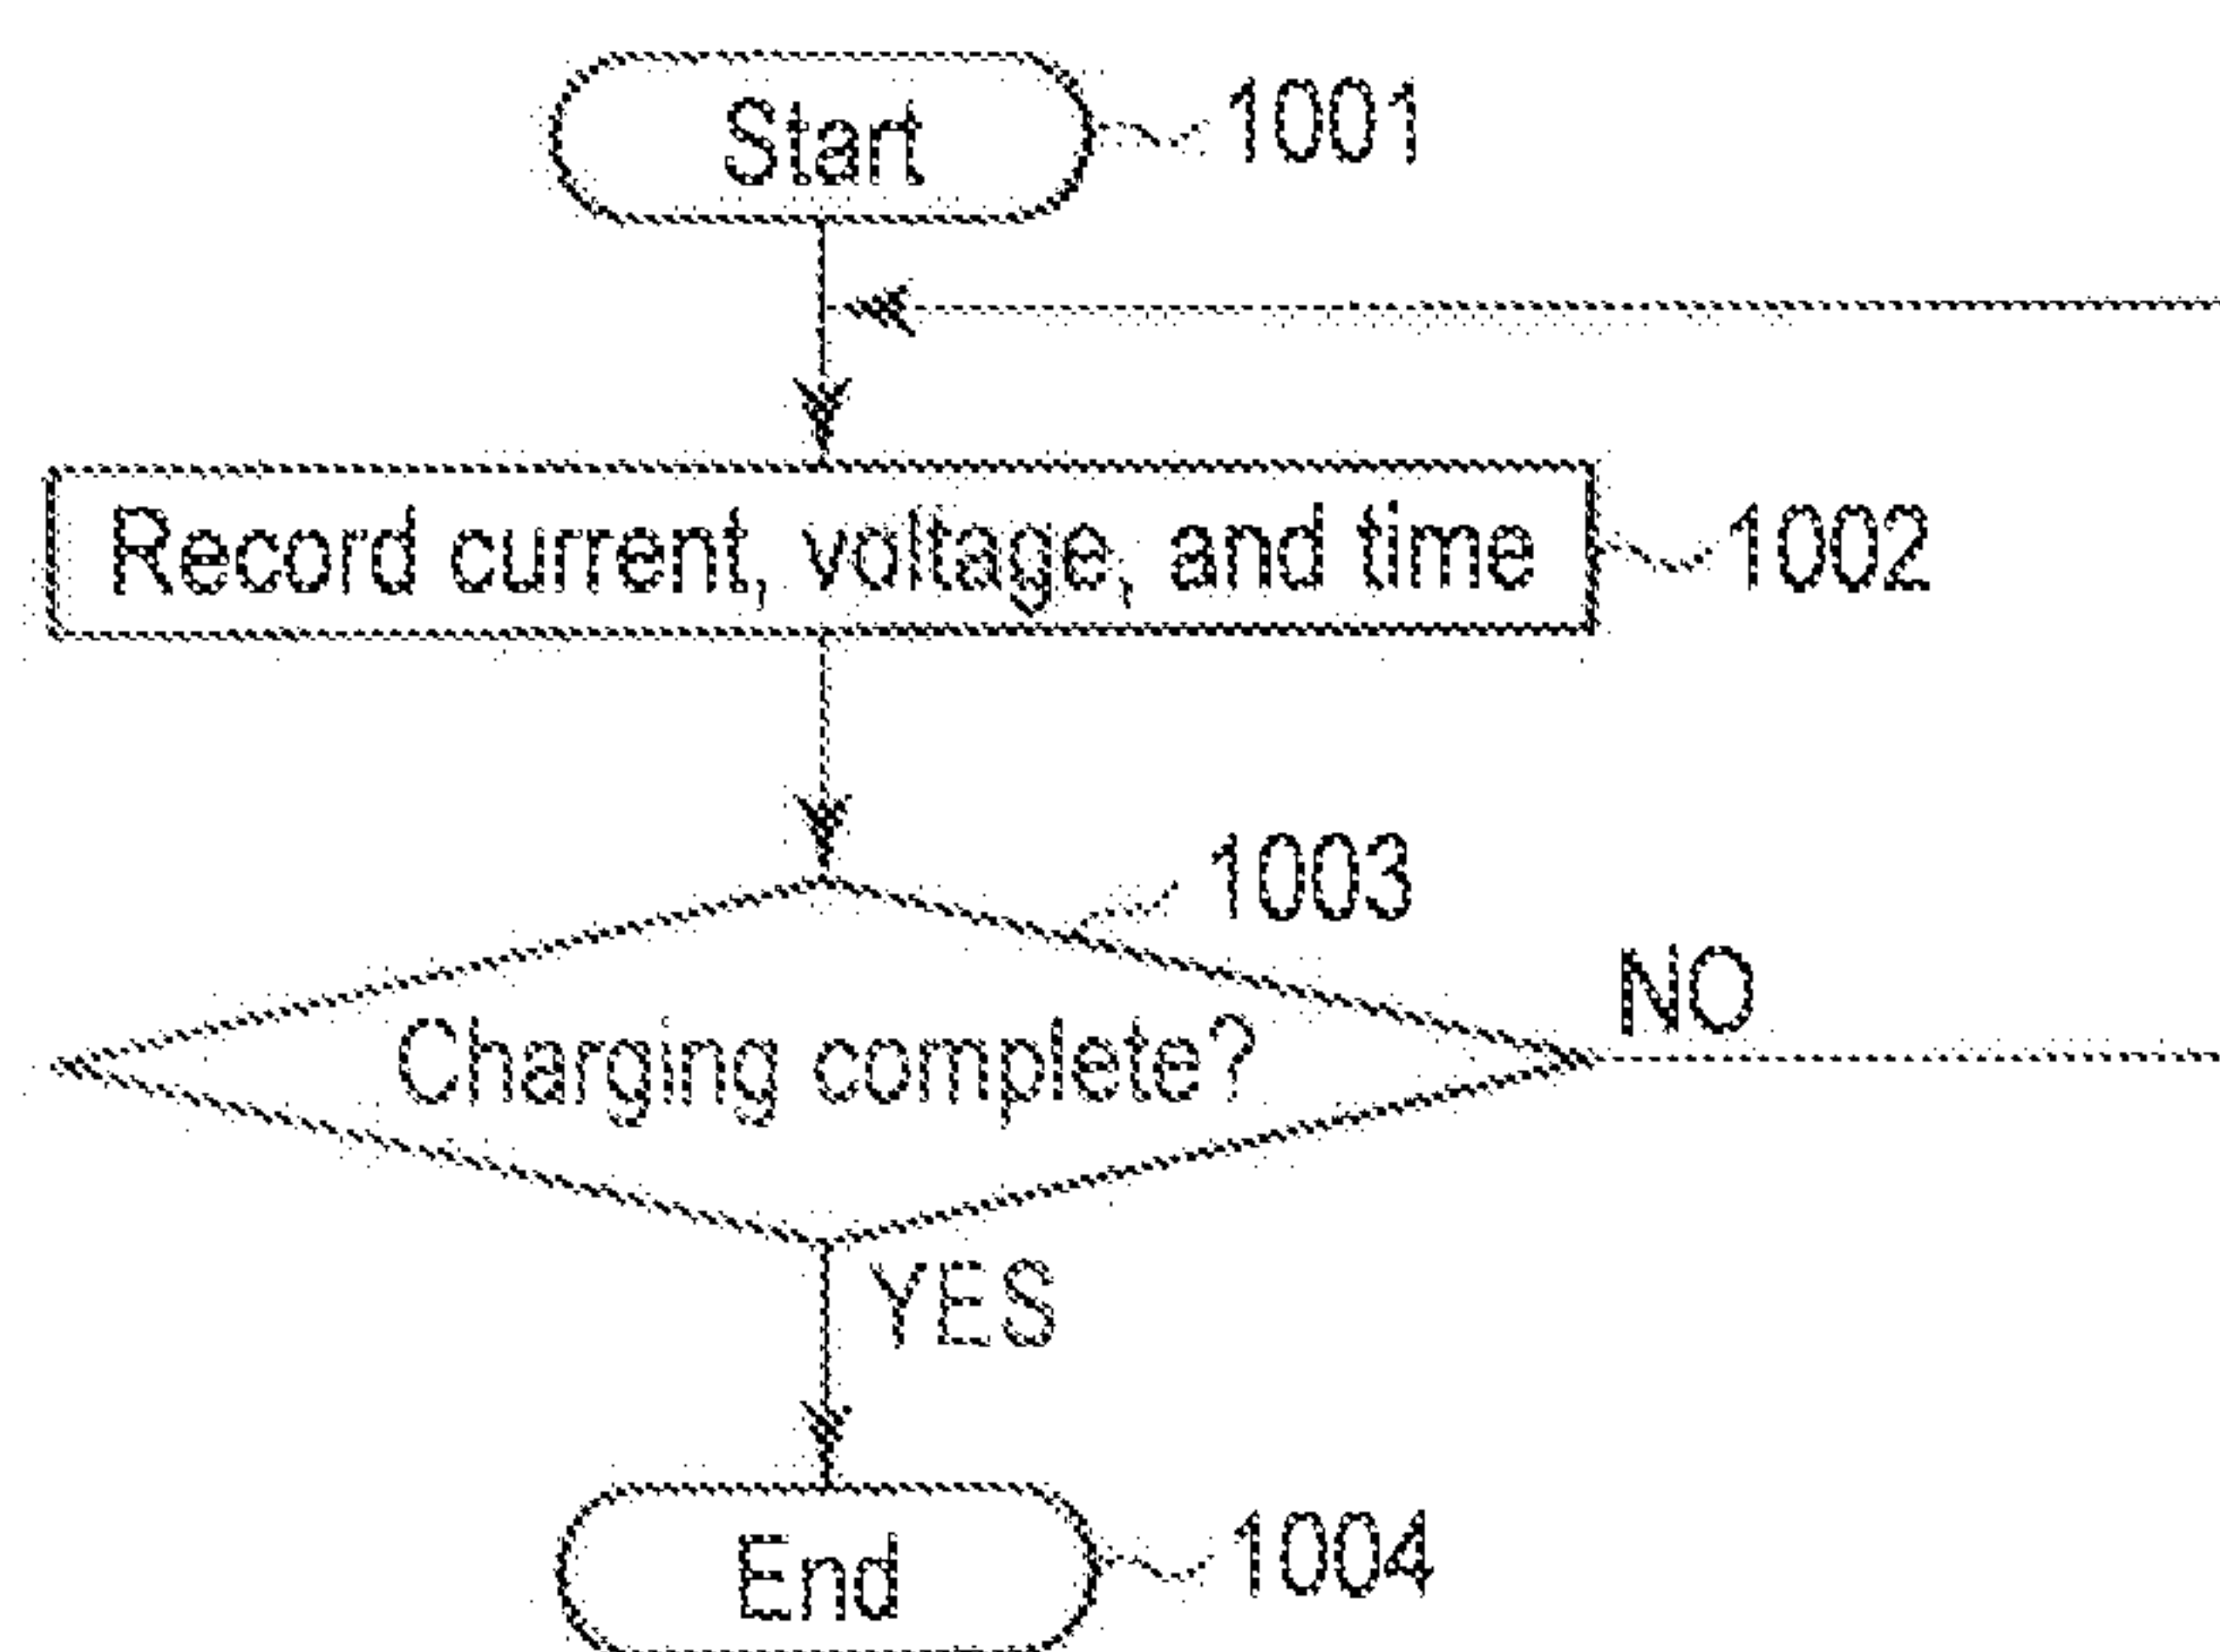 Start 1001
Record current, voltage, and time 1002
1003
Charging complete? NO
YES
End 1004